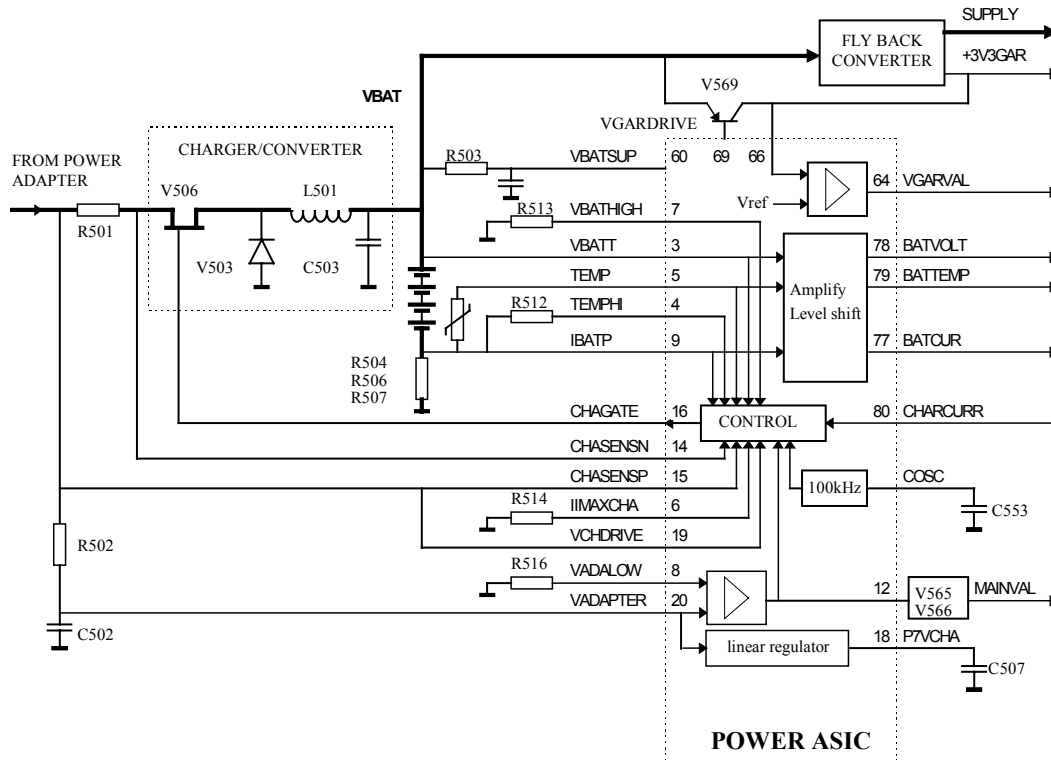 SUPPLY
FLY BACK
CONVERTER
+3V3GAR
V569
VBAT
VGARDRIVE
CHARGER/CONVERTER
FROM POWER
ADAPTER
R503
VBATSUP
60
69
66
V506
L501
64
VGARVAL
Vref
R501
R513
VBATHIGH
7
V503
C503
VBATT
3
78
BATVOLT
TEMP
5
79
BATTEMP
Amplify
Level shift
R512
TEMPHI
4
IBATP
9
77
BATCUR
R504
R506
R507
CHAGATE
16
CONTROL
80
CHARCURR
CHASENSN
14
CHASENSP
15
100kHz
COSC
R514
IIMAXCHA
6
C553
R502
VCHDRIVE
19
R516
VADALOW
8
VADAPTER
20
12
V565
V566
MAINVAL
C502
linear regulator
18
P7VCHA
C507
POWER ASIC